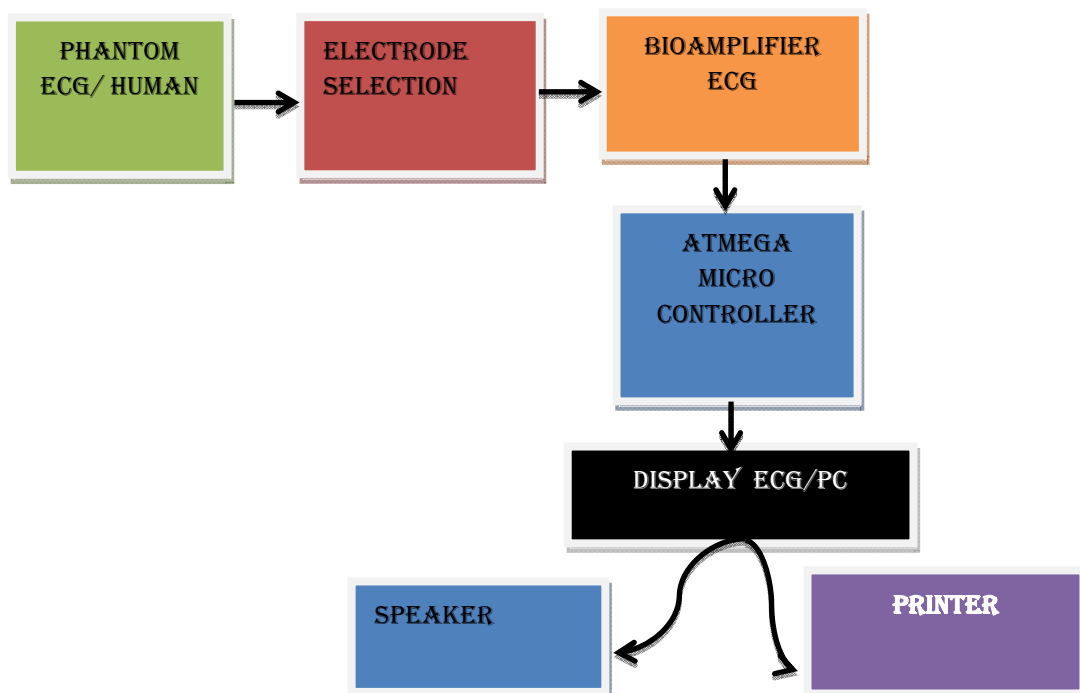 PHANTOM
ECG/ HUMAN
ELECTRODE
SELECTION
BIOAMPLIFIER
ECG
ATMEGA
MICRO
CONTROLLER
DISPLAY ECG/PC
SPEAKER
PRINTER